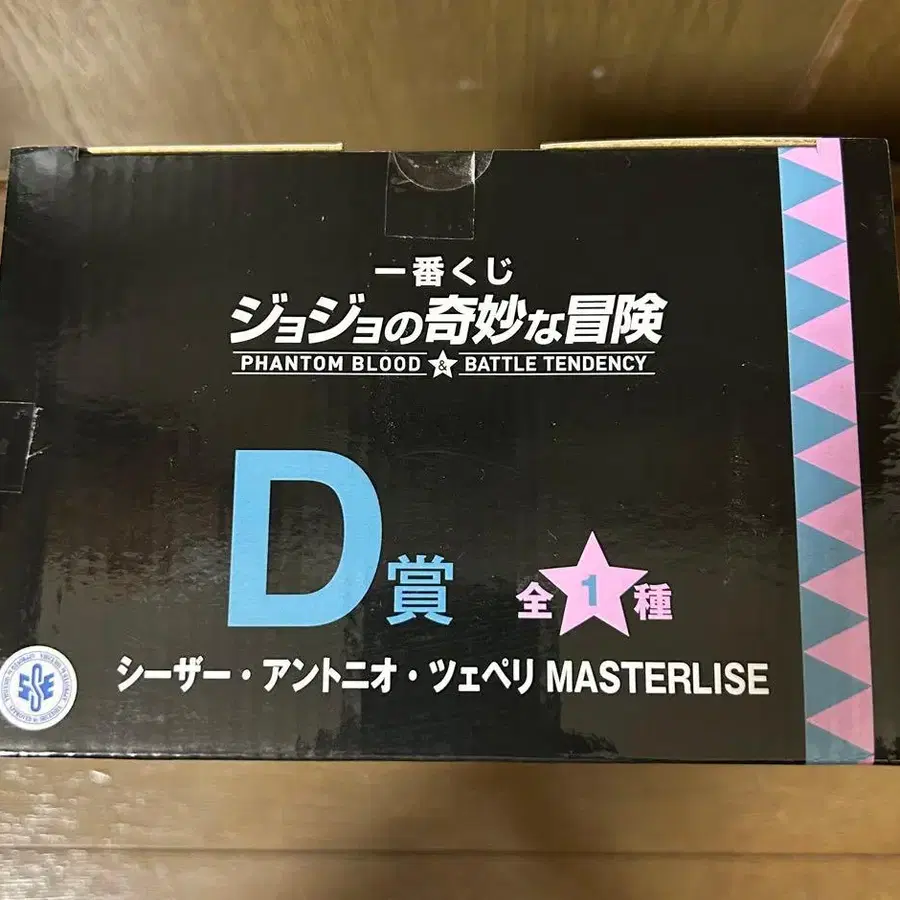 一番くじ
ジョジョの奇妙な冒険
PHANTOM BLOOD & BATTLE TENDENCY
D賞
全1種
シーザー・アントニオ・ツェペリ MASTERLISE